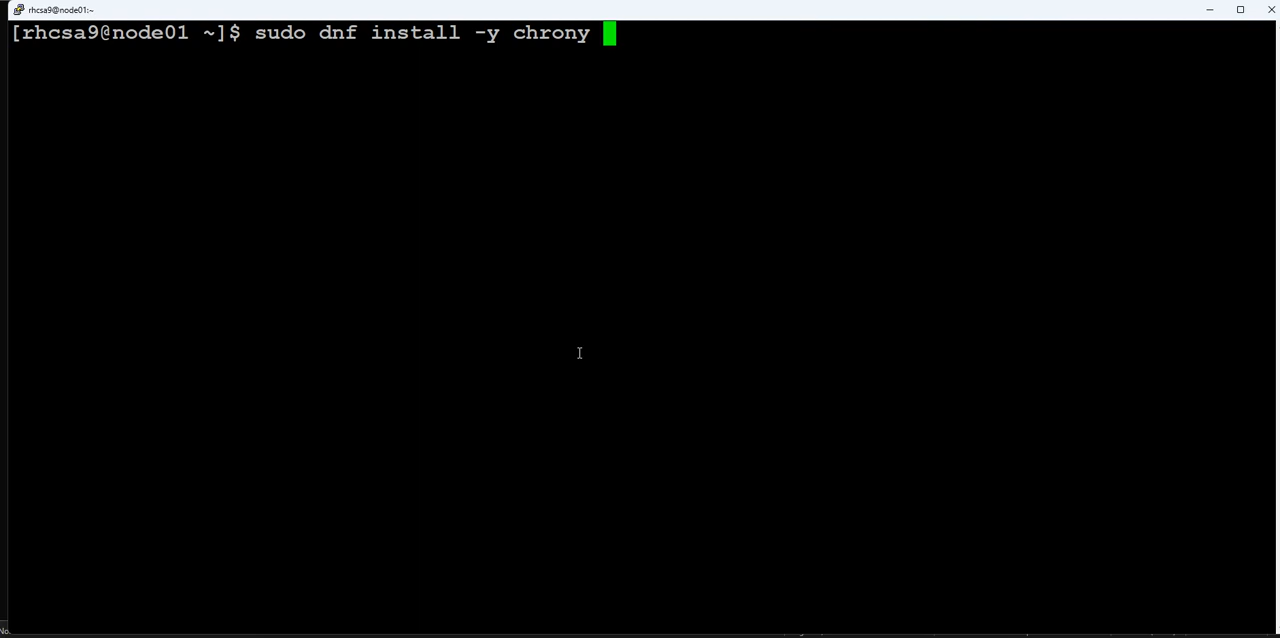 rhcsa9@node01:~
[rhcsa9@node01 ~]$ sudo dnf install -y chrony